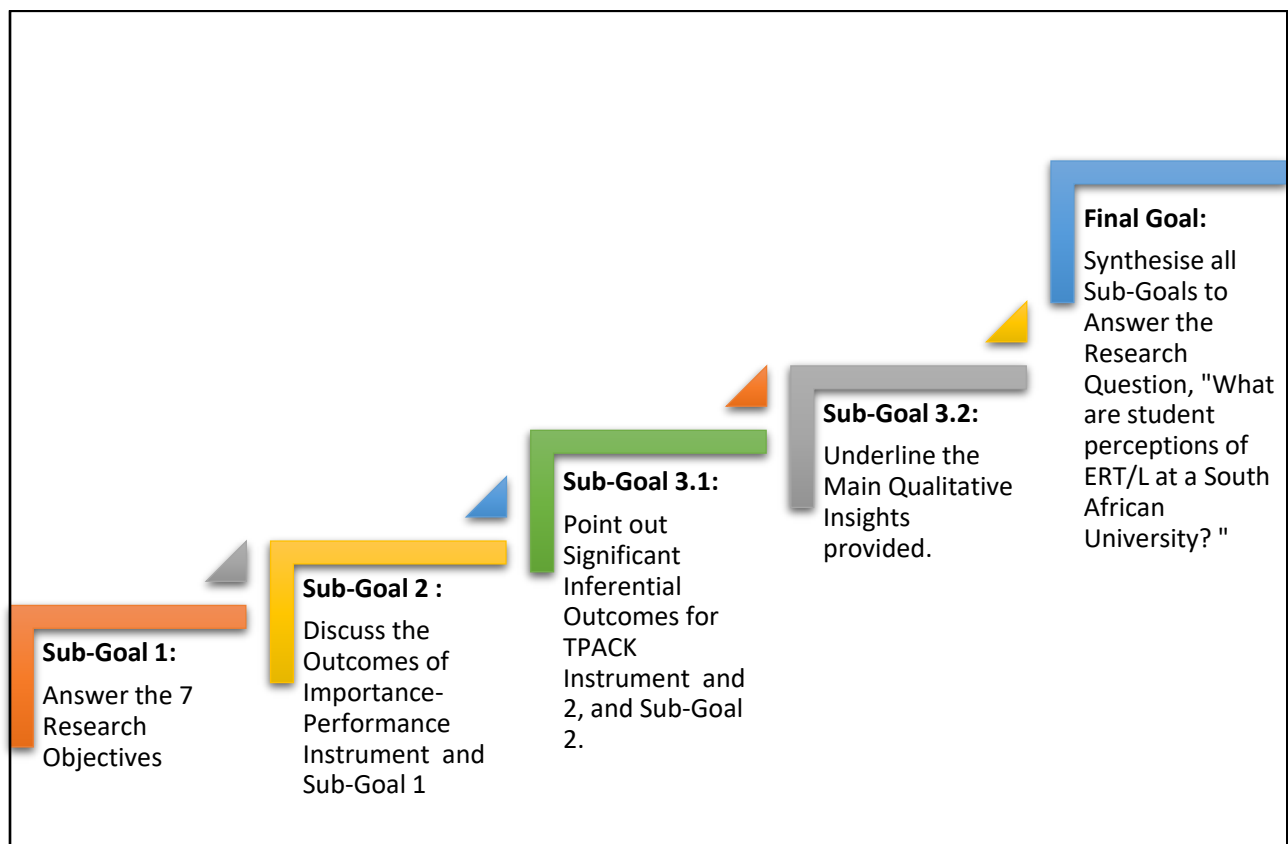 Sub-Goal 1:
Answer the 7
Research
Objectives
Sub-Goal 2 :
Discuss the
Outcomes of
Importance-
Performance
Instrument and
Sub-Goal 1
Sub-Goal 3.1:
Point out
Significant
Inferential
Outcomes for
TPACK
Instrument and
2, and Sub-Goal
2.
Sub-Goal 3.2:
Underline the
Main Qualitative
Insights
provided.
Final Goal:
Synthesise all
Sub-Goals to
Answer the
Research
Question, "What
are student
perceptions of
ERT/L at a South
African
University? "